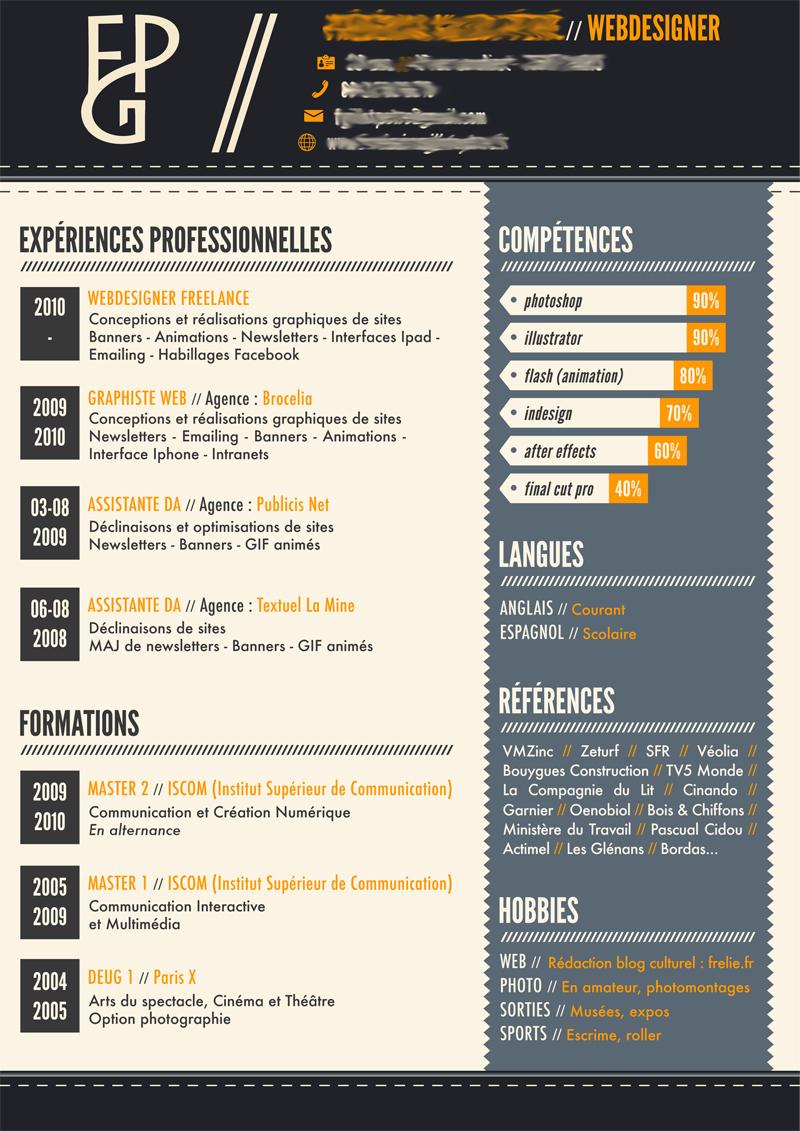 EPG
// WEBDESIGNER
EXPÉRIENCES PROFESSIONNELLES
2010
-
WEBDESIGNER FREELANCE
Conceptions et réalisations graphiques de sites
Banners - Animations - Newsletters - Interfaces Ipad -
Emailing - Habillages Facebook
2009
2010
GRAPHISTE WEB // Agence : Brocelia
Conceptions et réalisations graphiques de sites
Newsletters - Emailing - Banners - Animations -
Interface Iphone - Intranets
03-08
2009
ASSISTANTE DA // Agence : Publicis Net
Déclinaisons et optimisations de sites
Newsletters - Banners - GIF animés
06-08
2008
ASSISTANTE DA // Agence : Textuel La Mine
Déclinaisons de sites
MAJ de newsletters - Banners - GIF animés
FORMATIONS
2009
2010
MASTER 2 // ISCOM (Institut Supérieur de Communication)
Communication et Création Numérique
En alternance
2005
2009
MASTER 1 // ISCOM (Institut Supérieur de Communication)
Communication Interactive
et Multimédia
2004
2005
DEUG 1 // Paris X
Arts du spectacle, Cinéma et Théâtre
Option photographie
COMPÉTENCES
photoshop 90%
illustrator 90%
flash (animation) 80%
indesign 70%
after effects 60%
final cut pro 40%
LANGUES
ANGLAIS // Courant
ESPAGNOL // Scolaire
RÉFÉRENCES
VMZinc // Zeturf // SFR // Véolia //
Bouygues Construction // TV5 Monde //
La Compagnie du Lit // Cinando //
Garnier // Oenobiol // Bois & Chiffons //
Ministère du Travail // Pascual Cidou //
Actimel // Les Glénans // Bordas...
HOBBIES
WEB // Rédaction blog culturel : frelie.fr
PHOTO // En amateur, photomontages
SORTIES // Musées, expos
SPORTS // Escrime, roller